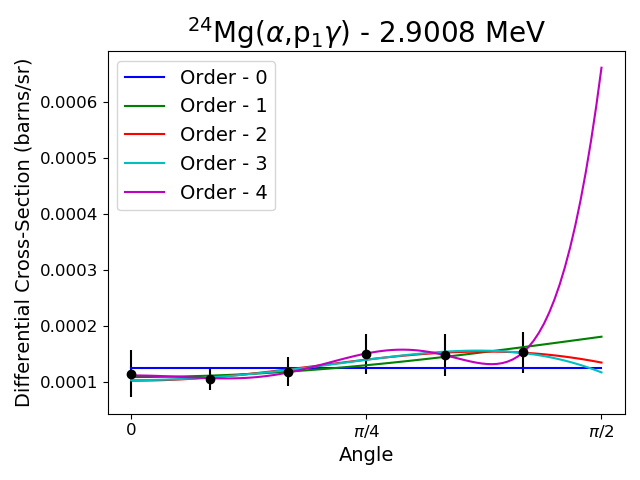 ²⁴Mg(α,p₁γ) - 2.9008 MeV
Differential Cross-Section (barns/sr)
0.0006
0.0005
0.0004
0.0003
0.0002
0.0001
Order - 0
Order - 1
Order - 2
Order - 3
Order - 4
0
π/4
π/2
Angle